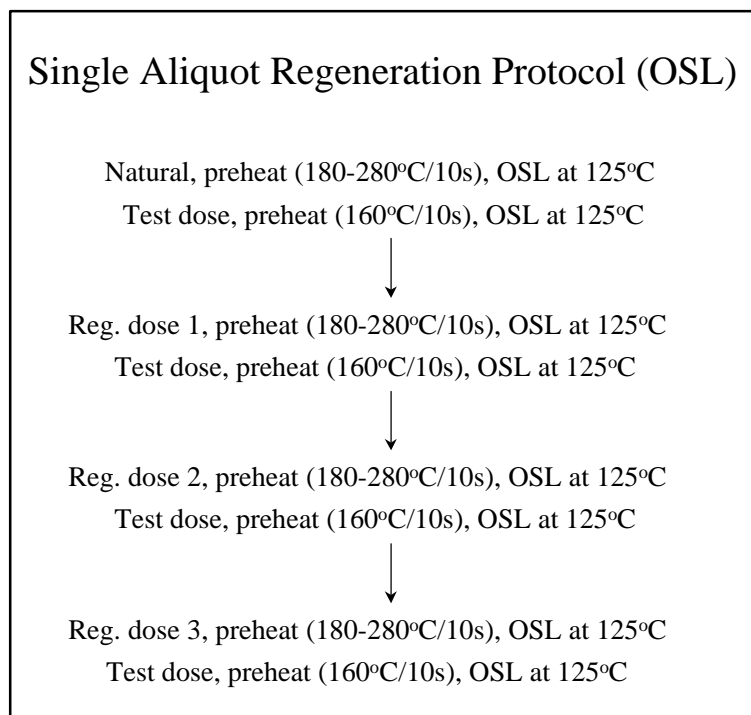 Single Aliquot Regeneration Protocol (OSL)
Natural, preheat (180-280°C/10s), OSL at 125°C
Test dose, preheat (160°C/10s), OSL at 125°C
Reg. dose 1, preheat (180-280°C/10s), OSL at 125°C
Test dose, preheat (160°C/10s), OSL at 125°C
Reg. dose 2, preheat (180-280°C/10s), OSL at 125°C
Test dose, preheat (160°C/10s), OSL at 125°C
Reg. dose 3, preheat (180-280°C/10s), OSL at 125°C
Test dose, preheat (160°C/10s), OSL at 125°C